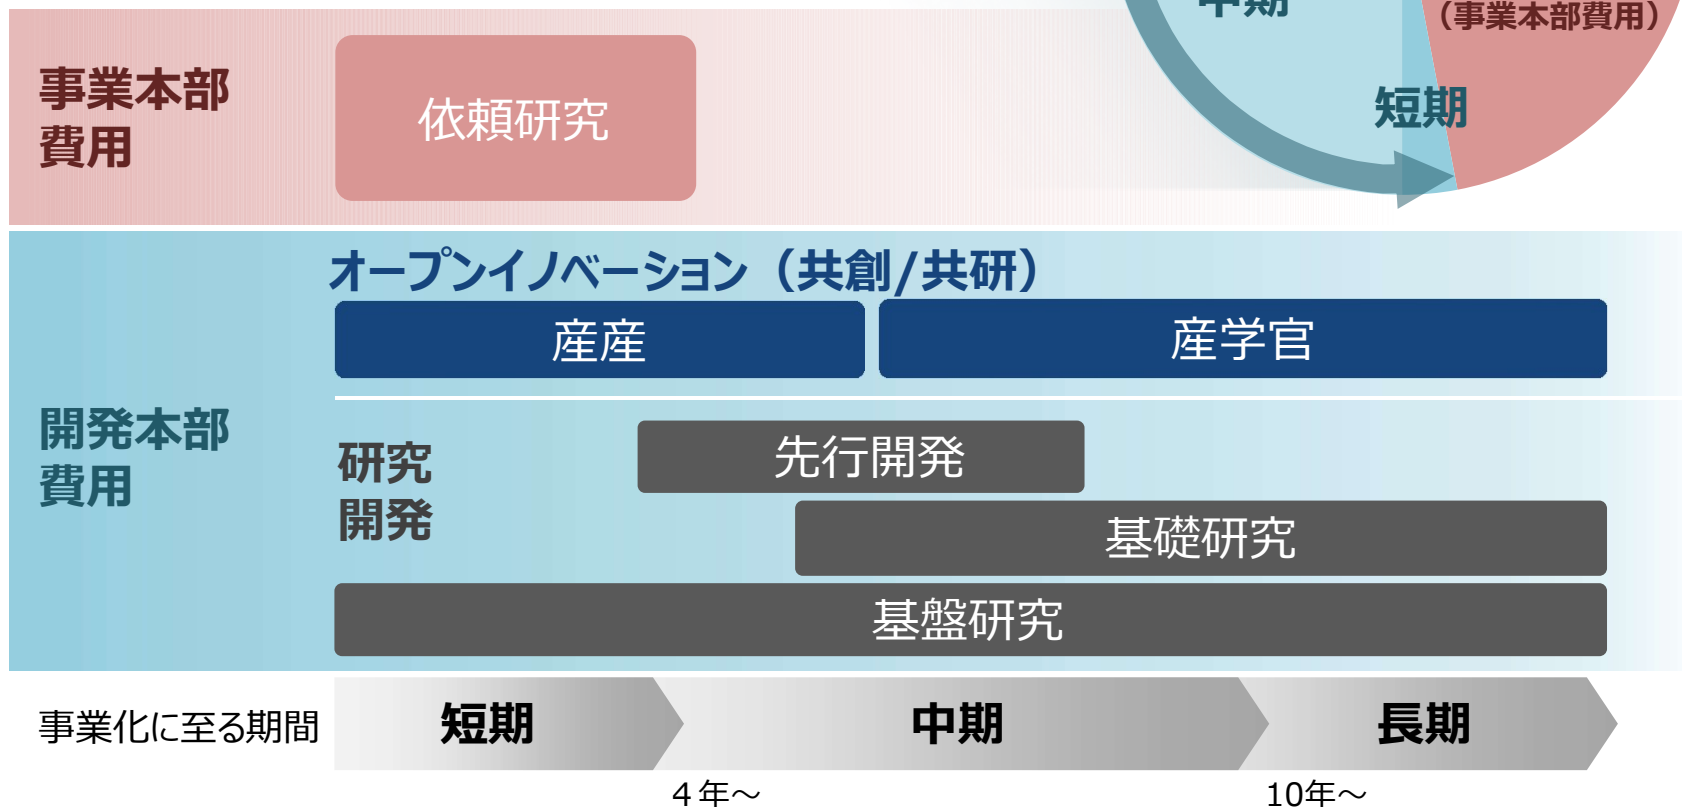 中期
(事業本部費用)
短期
事業本部
費用
依頼研究
オープンイノベーション(共創/共研)
産産
産学官
開発本部
費用
研究
開発
先行開発
基礎研究
基盤研究
事業化に至る期間
短期
中期
長期
4年~
10年~